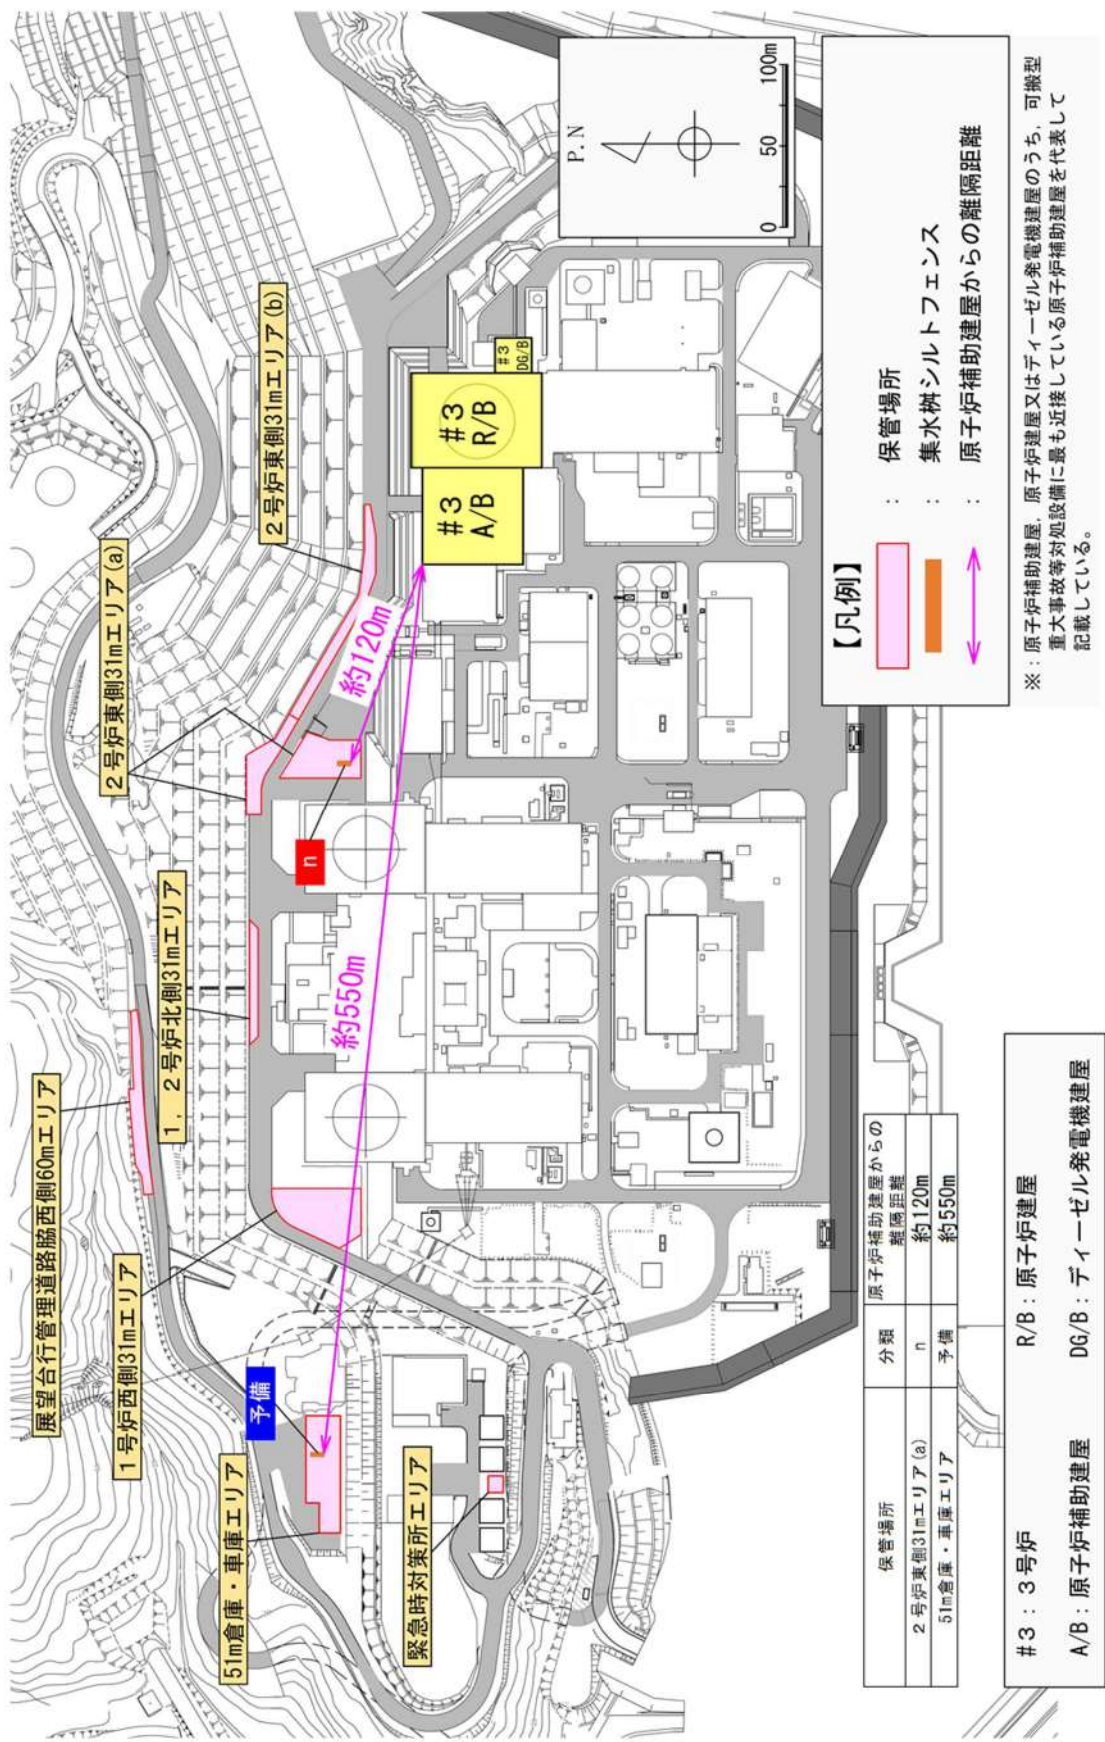 展望台行管理道路脇西側60mエリア
1号炉西側31mエリア
1，2号炉北側31mエリア
2号炉東側31mエリア(a)
2号炉東側31mエリア(b)
51m倉庫・車庫エリア
予備
緊急時対策所エリア
n
約120m
約550m
#3
A/B
#3
R/B
#3
DG/B
P.N
0 50 100m
【凡例】
： 保管場所
： 集水桝シルトフェンス
： 原子炉補助建屋からの離隔距離
※：原子炉補助建屋，原子炉建屋又はディーゼル発電機建屋のうち，可搬型
重大事故等対処設備に最も近接している原子炉補助建屋を代表して
記載している。
保管場所 分類 原子炉補助建屋からの
離隔距離
2号炉東側31mエリア(a) n 約120m
51m倉庫・車庫エリア 予備 約550m
#3：3号炉 R/B：原子炉建屋
A/B：原子炉補助建屋 DG/B：ディーゼル発電機建屋